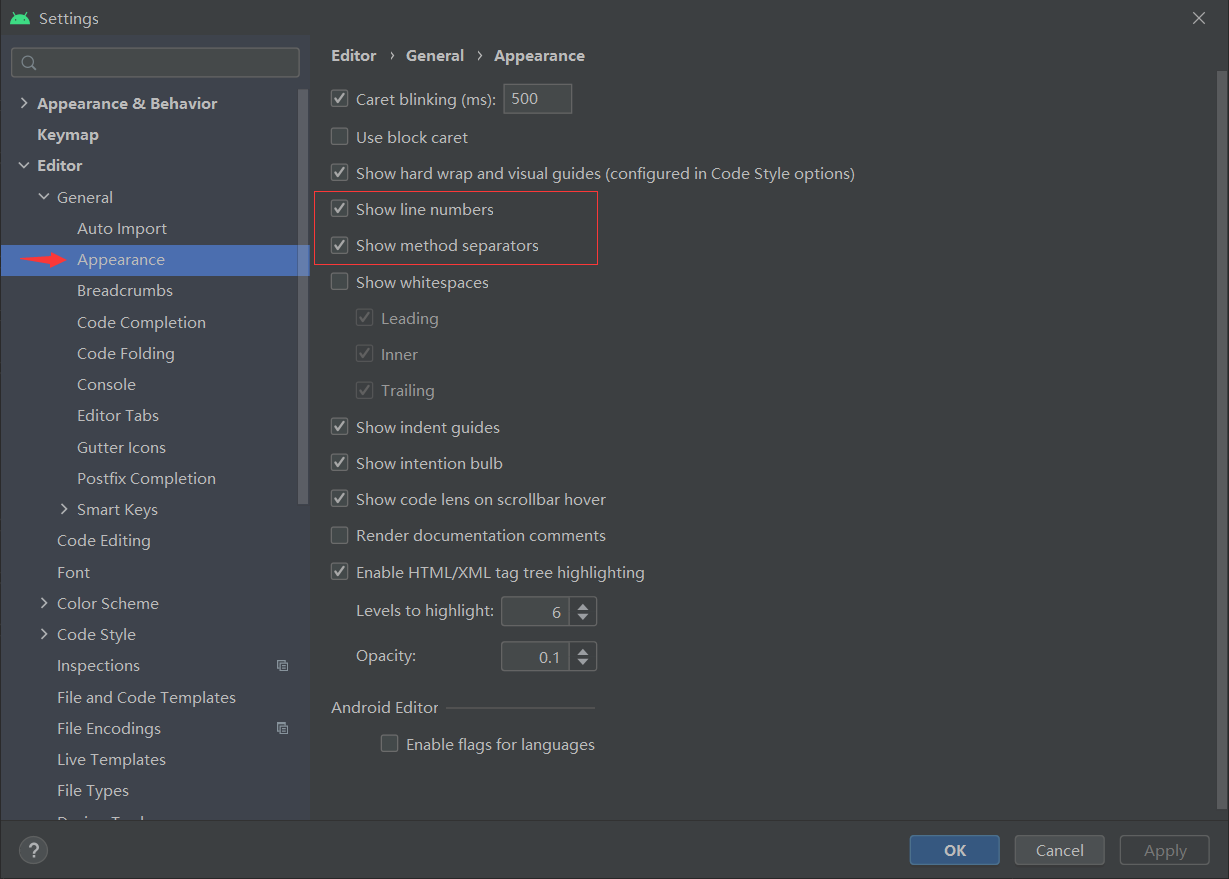 Settings
Appearance & Behavior
Keymap
Editor
General
Auto Import
Appearance
Breadcrumbs
Code Completion
Code Folding
Console
Editor Tabs
Gutter Icons
Postfix Completion
Smart Keys
Code Editing
Font
Color Scheme
Code Style
Inspections
File and Code Templates
File Encodings
Live Templates
File Types
Editor › General › Appearance
Caret blinking (ms): 500
Use block caret
Show hard wrap and visual guides (configured in Code Style options)
Show line numbers
Show method separators
Show whitespaces
Leading
Inner
Trailing
Show indent guides
Show intention bulb
Show code lens on scrollbar hover
Render documentation comments
Enable HTML/XML tag tree highlighting
Levels to highlight: 6
Opacity: 0.1
Android Editor
Enable flags for languages
?
OK
Cancel
Apply